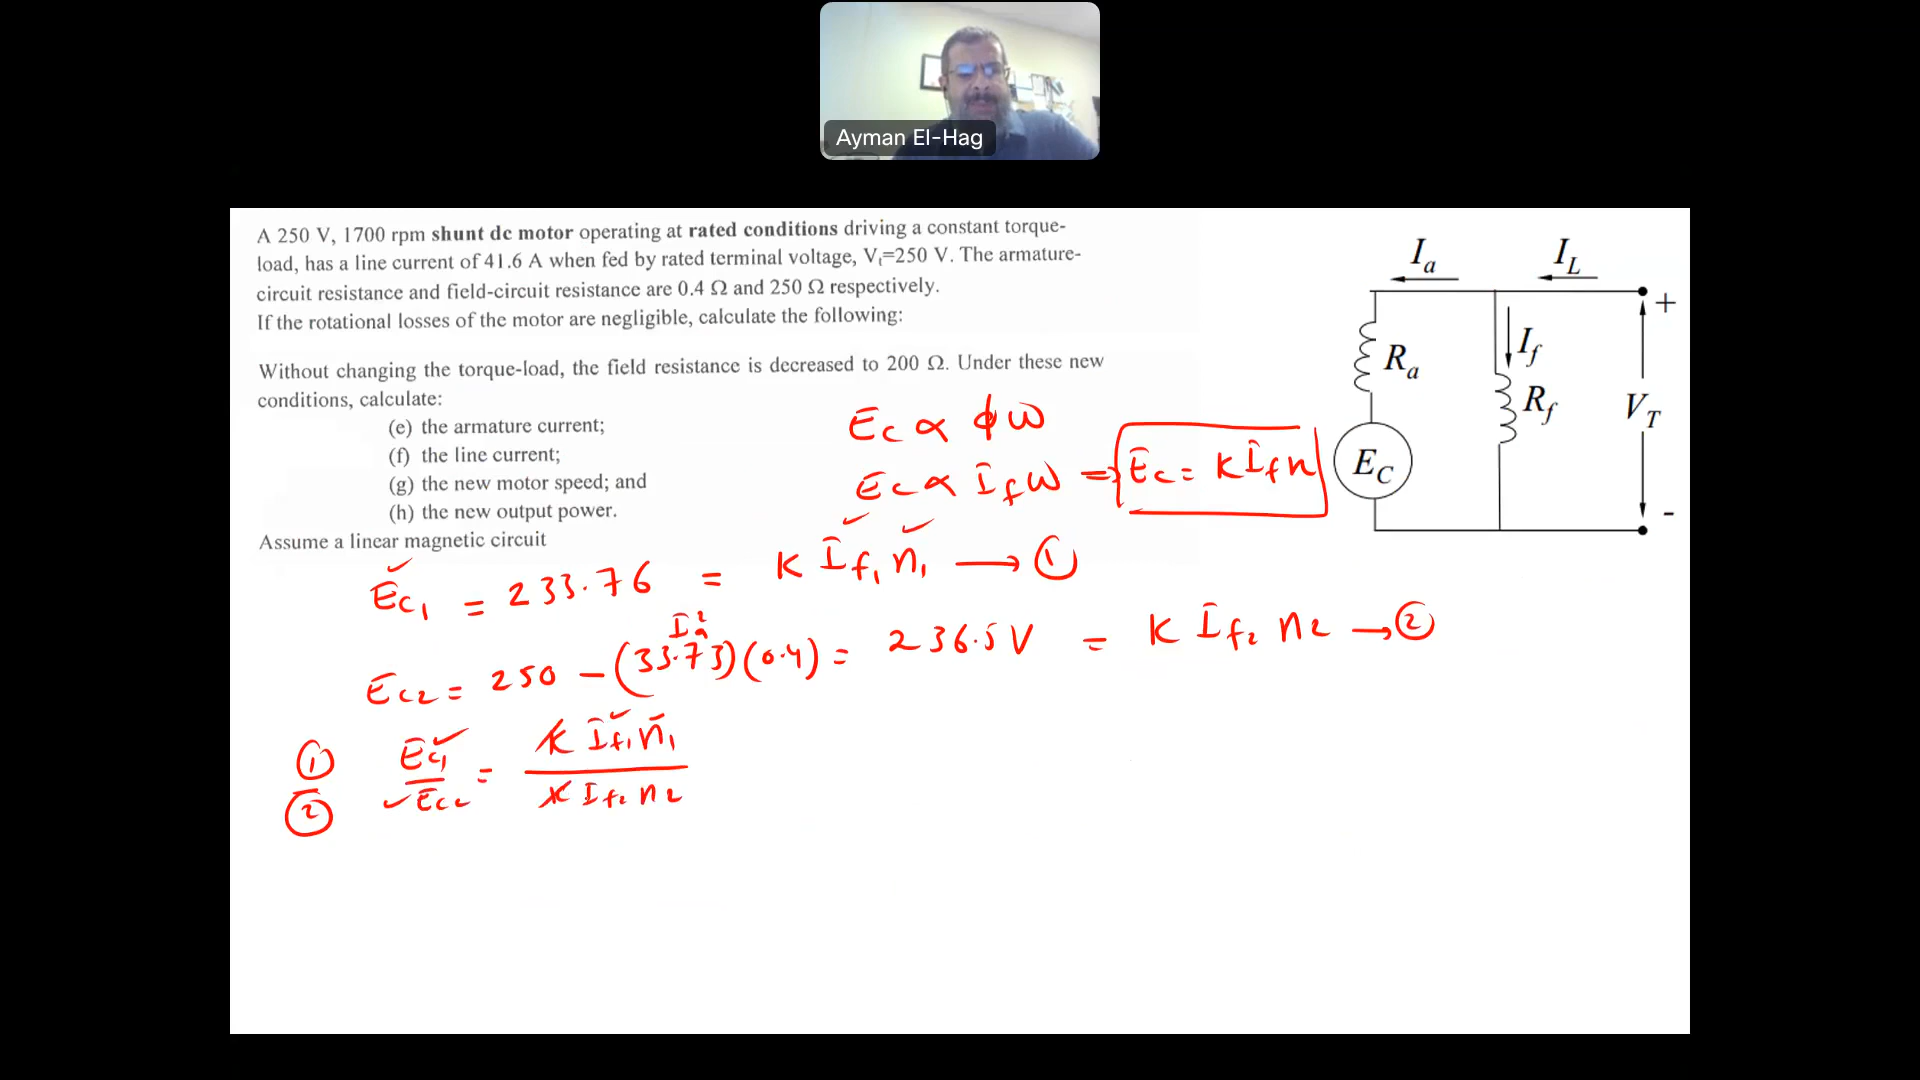 Ayman El-Hag
A 250 V, 1700 rpm shunt dc motor operating at rated conditions driving a constant torque-
load, has a line current of 41.6 A when fed by rated terminal voltage, Vt=250 V. The armature-
circuit resistance and field-circuit resistance are 0.4 Ω and 250 Ω respectively.
If the rotational losses of the motor are negligible, calculate the following:
Without changing the torque-load, the field resistance is decreased to 200 Ω. Under these new
conditions, calculate:
(e) the armature current;
(f) the line current;
(g) the new motor speed; and
(h) the new output power.
Assume a linear magnetic circuit
Ia
IL
+
Ra
If
Rf
VT
EC
-
Ec ∝ ϕω
Ec ∝ Ifω ⇒ Ec = K If n
Ec1 = 233.76 = K If1 n1 → ①
Ia2
Ec2 = 250 - (33.73)(0.4) = 236.5 V = K If2 n2 → ②
① Ec1 = K If1 n1
② Ec2 K If2 n2